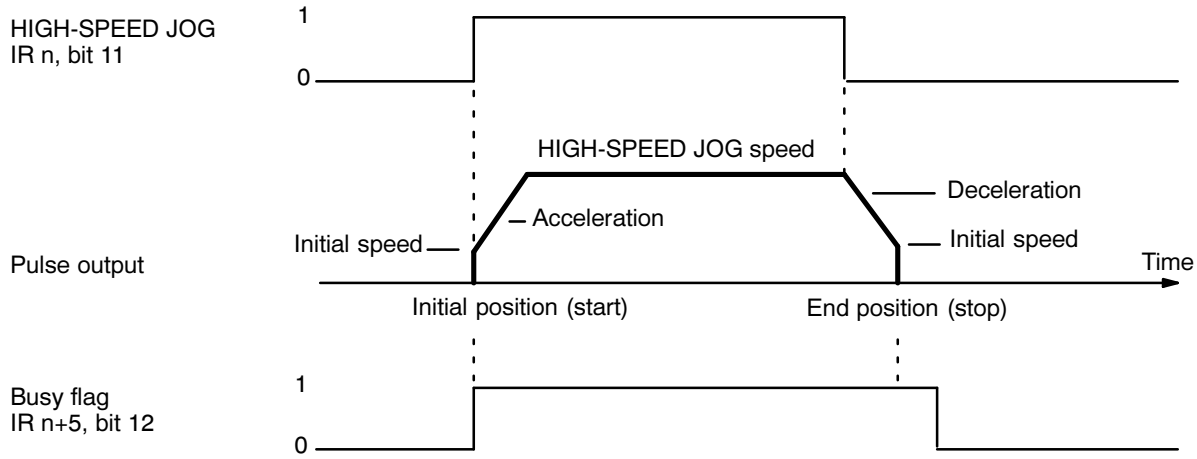 HIGH-SPEED JOG
IR n, bit 11
1
0
HIGH-SPEED JOG speed
Acceleration
Deceleration
Initial speed
Initial speed
Pulse output
Time
Initial position (start)
End position (stop)
Busy flag
IR n+5, bit 12
1
0